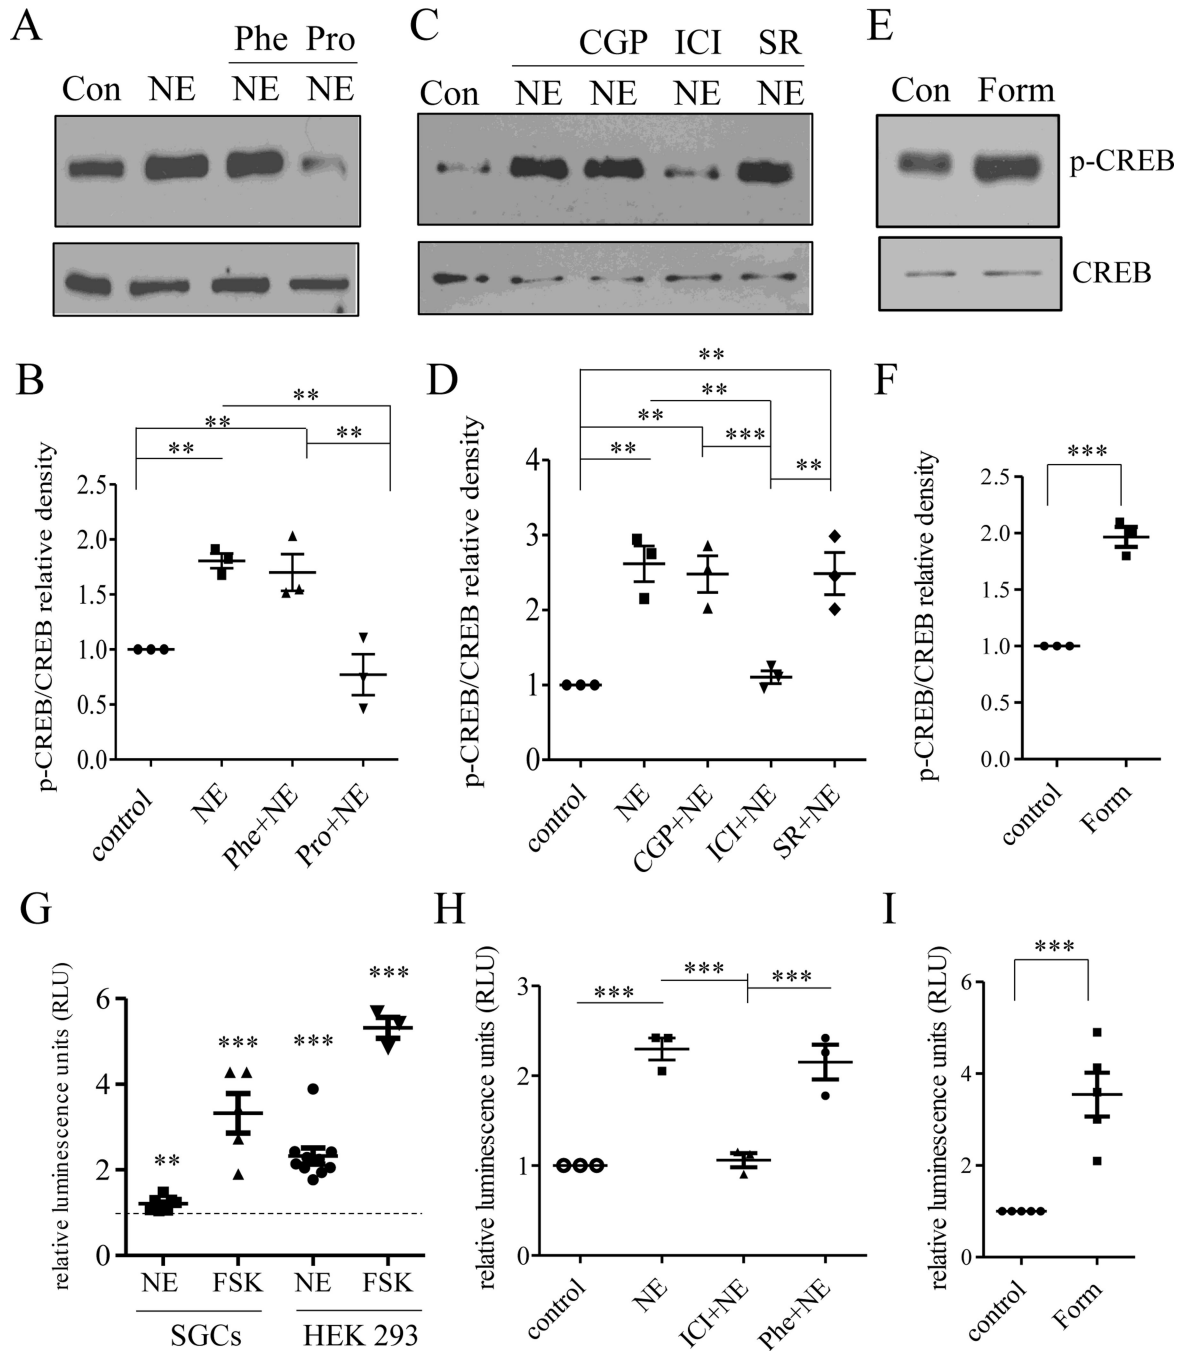 A
Phe Pro
Con NE NE NE
C
CGP ICI SR
Con NE NE NE NE
E
Con Form
p-CREB
CREB
B
** 
** **
**
p-CREB/CREB relative density
2.5
2.0
1.5
1.0
0.5
0.0
control NE Phe+NE Pro+NE
D
**
**
** ***
** **
p-CREB/CREB relative density
4
3
2
1
0
control NE CGP+NE ICI+NE SR+NE
F
***
p-CREB/CREB relative density
2.5
2.0
1.5
1.0
0.5
0.0
control Form
G
relative luminescence units (RLU)
6
4
2
0
** *** *** ***
NE FSK NE FSK
SGCs HEK 293
H
relative luminescence units (RLU)
3
2
1
0
*** *** ***
control NE ICI+NE Phe+NE
I
***
relative luminescence units (RLU)
6
4
2
0
control Form